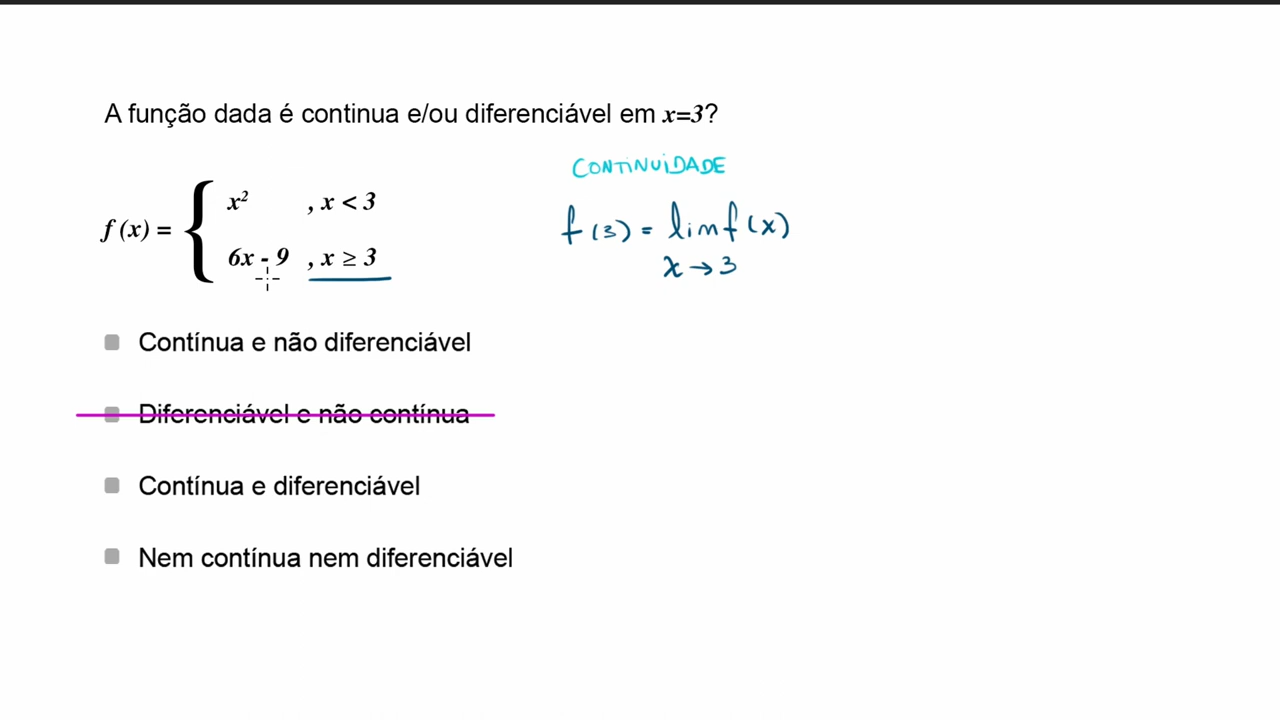 A função dada é continua e/ou diferenciável em x=3?
CONTINUIDADE
f (x) = { x² , x < 3
6x - 9 , x ≥ 3
f(3) = lim f(x)
x → 3
Contínua e não diferenciável
Diferenciável e não contínua
Contínua e diferenciável
Nem contínua nem diferenciável